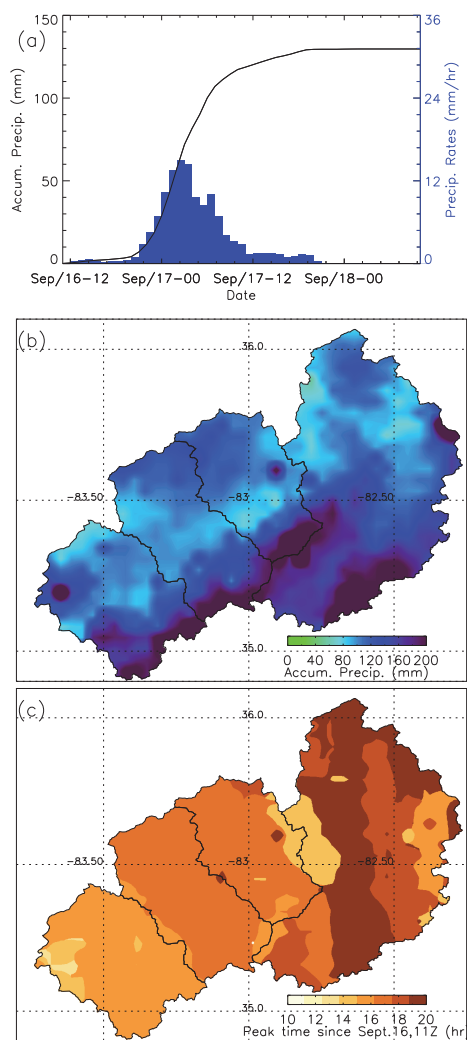 (a)
150
100
50
0
Accum. Precip. (mm)
36
24
12
0
Precip. Rates (mm/hr)
Sep/16-12 Sep/17-00 Sep/17-12 Sep/18-00
Date
(b)
36.0
-83.50 -83 -82.50
35.0
0 40 80 120 160 200
Accum. Precip. (mm)
(c)
36.0
-83.50 -83 -82.50
35.0
10 12 14 16 18 20
Peak time since Sept.16,11Z (hr)